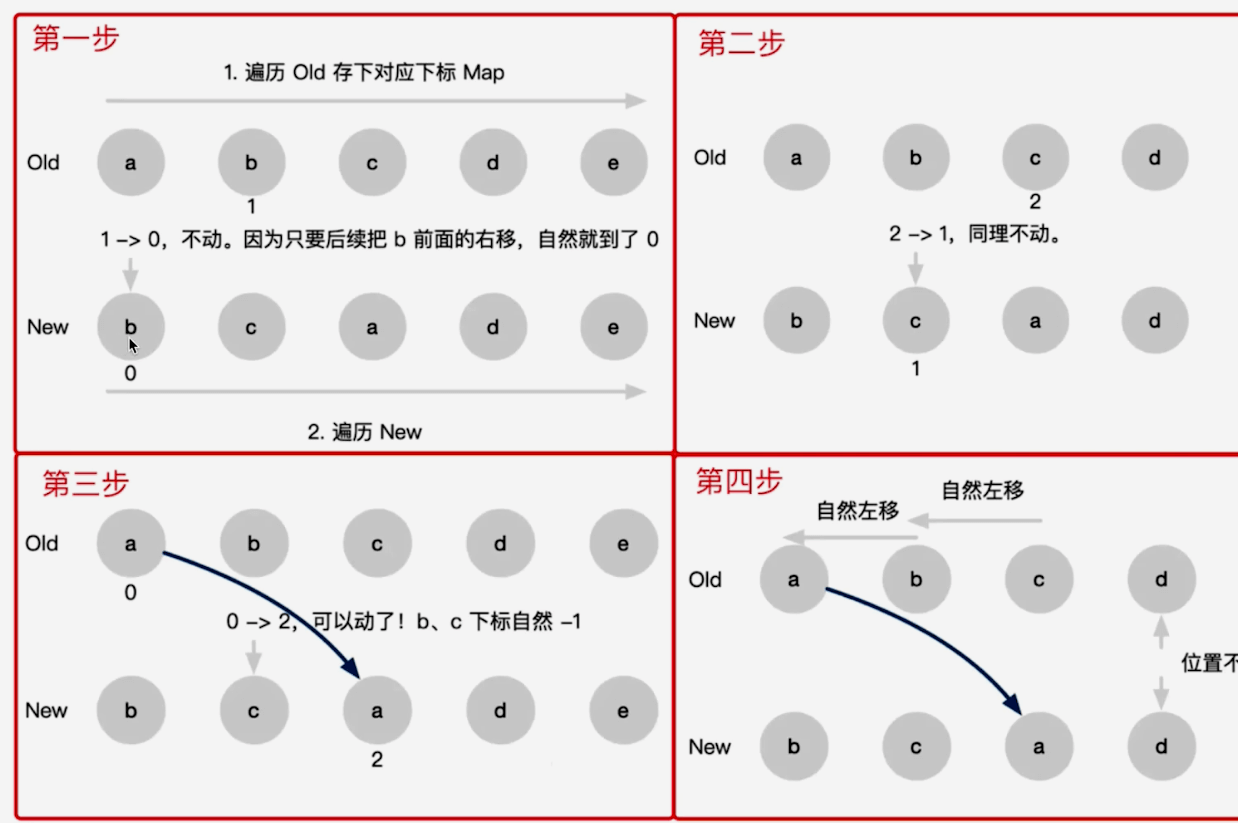 第一步
1. 遍历 Old 存下对应下标 Map
Old a b c d e
1
1 -> 0，不动。因为只要后续把 b 前面的右移，自然就到了 0
New b c a d e
0
2. 遍历 New
第二步
Old a b c d
2
2 -> 1，同理不动。
New b c a d
1
第三步
Old a b c d e
0
0 -> 2，可以动了！b、c 下标自然 -1
New b c a d e
2
第四步
自然左移
自然左移
Old a b c d
位置不
New b c a d